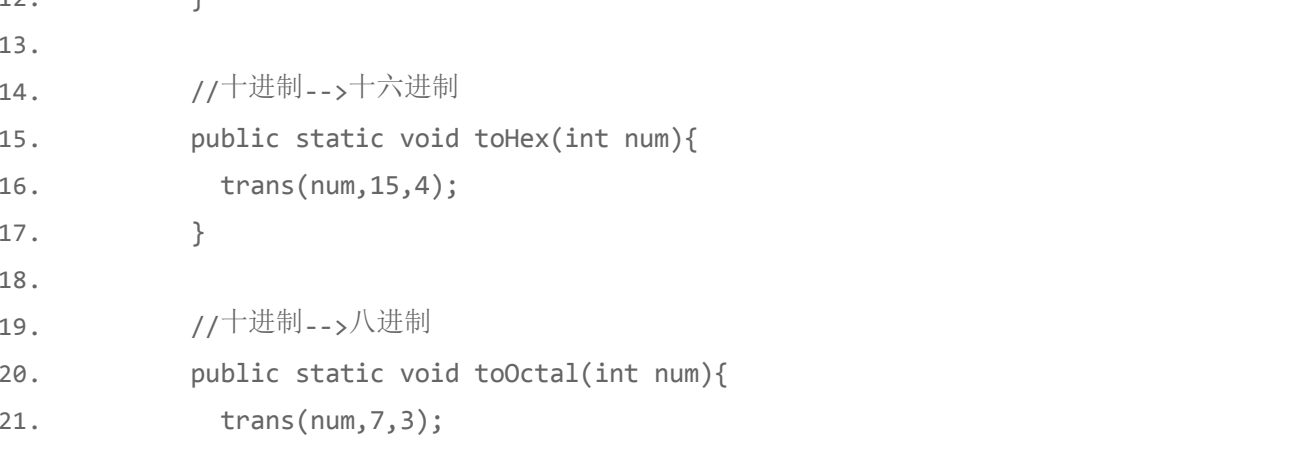 12. }
13.
14. //十进制-->十六进制
15. public static void toHex(int num){
16. trans(num,15,4);
17. }
18.
19. //十进制-->八进制
20. public static void toOctal(int num){
21. trans(num,7,3);